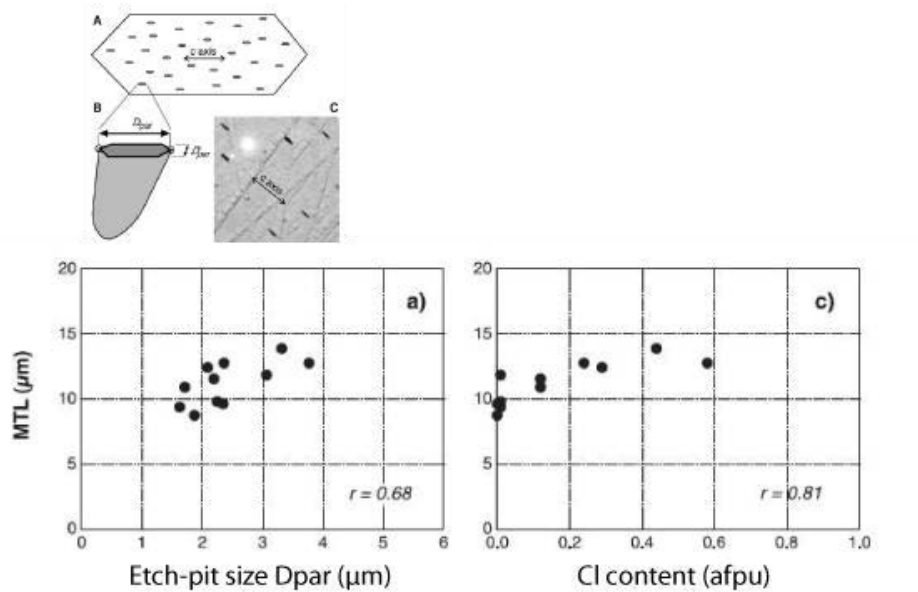 A
c axis
B
C
Dpar
Dper
c axis
20
15
10
5
0
MTL (µm)
a)
r = 0.68
0
1
2
3
4
5
6
Etch-pit size Dpar (µm)
20
15
10
5
0
c)
r = 0.81
0.0
0.2
0.4
0.6
0.8
1.0
Cl content (afpu)